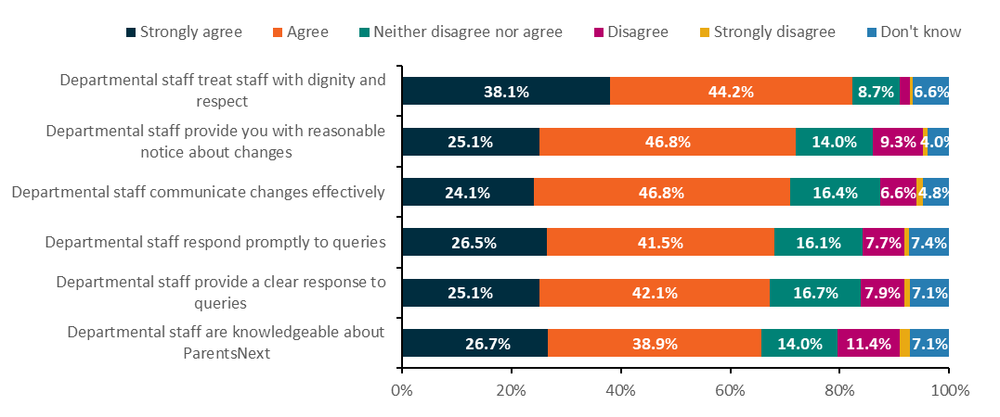 Strongly agree Agree Neither disagree nor agree Disagree Strongly disagree Don't know
Departmental staff treat staff with dignity and
respect
38.1% 44.2% 8.7% 6.6%
Departmental staff provide you with reasonable
notice about changes
25.1% 46.8% 14.0% 9.3% 4.0%
Departmental staff communicate changes effectively
24.1% 46.8% 16.4% 6.6% 4.8%
Departmental staff respond promptly to queries
26.5% 41.5% 16.1% 7.7% 7.4%
Departmental staff provide a clear response to
queries
25.1% 42.1% 16.7% 7.9% 7.1%
Departmental staff are knowledgeable about
ParentsNext
26.7% 38.9% 14.0% 11.4% 7.1%
0% 20% 40% 60% 80% 100%